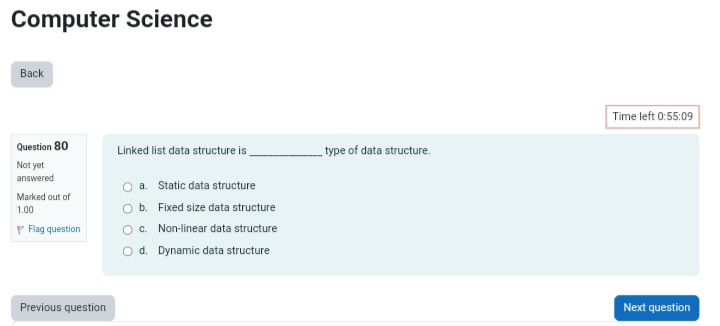 Computer Science
Back
Time left 0:55:09
Question 80
Not yet
answered
Marked out of
1.00
Flag question
Linked list data structure is _______________ type of data structure.
a. Static data structure
b. Fixed size data structure
c. Non-linear data structure
d. Dynamic data structure
Previous question
Next question